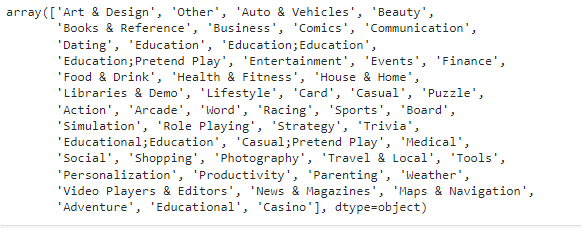 array(['Art & Design', 'Other', 'Auto & Vehicles', 'Beauty',
'Books & Reference', 'Business', 'Comics', 'Communication',
'Dating', 'Education', 'Education;Education',
'Education;Pretend Play', 'Entertainment', 'Events', 'Finance',
'Food & Drink', 'Health & Fitness', 'House & Home',
'Libraries & Demo', 'Lifestyle', 'Card', 'Casual', 'Puzzle',
'Action', 'Arcade', 'Word', 'Racing', 'Sports', 'Board',
'Simulation', 'Role Playing', 'Strategy', 'Trivia',
'Educational;Education', 'Casual;Pretend Play', 'Medical',
'Social', 'Shopping', 'Photography', 'Travel & Local', 'Tools',
'Personalization', 'Productivity', 'Parenting', 'Weather',
'Video Players & Editors', 'News & Magazines', 'Maps & Navigation',
'Adventure', 'Educational', 'Casino'], dtype=object)